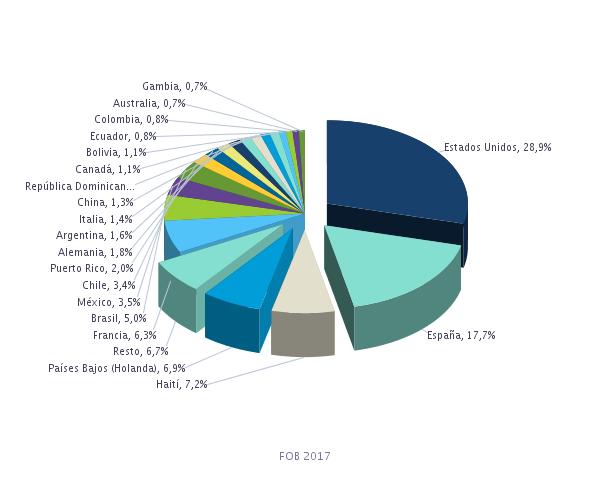 Gambia, 0,7%
Australia, 0,7%
Colombia, 0,8%
Ecuador, 0,8%
Bolivia, 1,1%
Canadá, 1,1%
República Dominican...
China, 1,3%
Italia, 1,4%
Argentina, 1,6%
Alemania, 1,8%
Puerto Rico, 2,0%
Chile, 3,4%
México, 3,5%
Brasil, 5,0%
Francia, 6,3%
Resto, 6,7%
Países Bajos (Holanda), 6,9%
Haití, 7,2%
Estados Unidos, 28,9%
España, 17,7%
FOB 2017